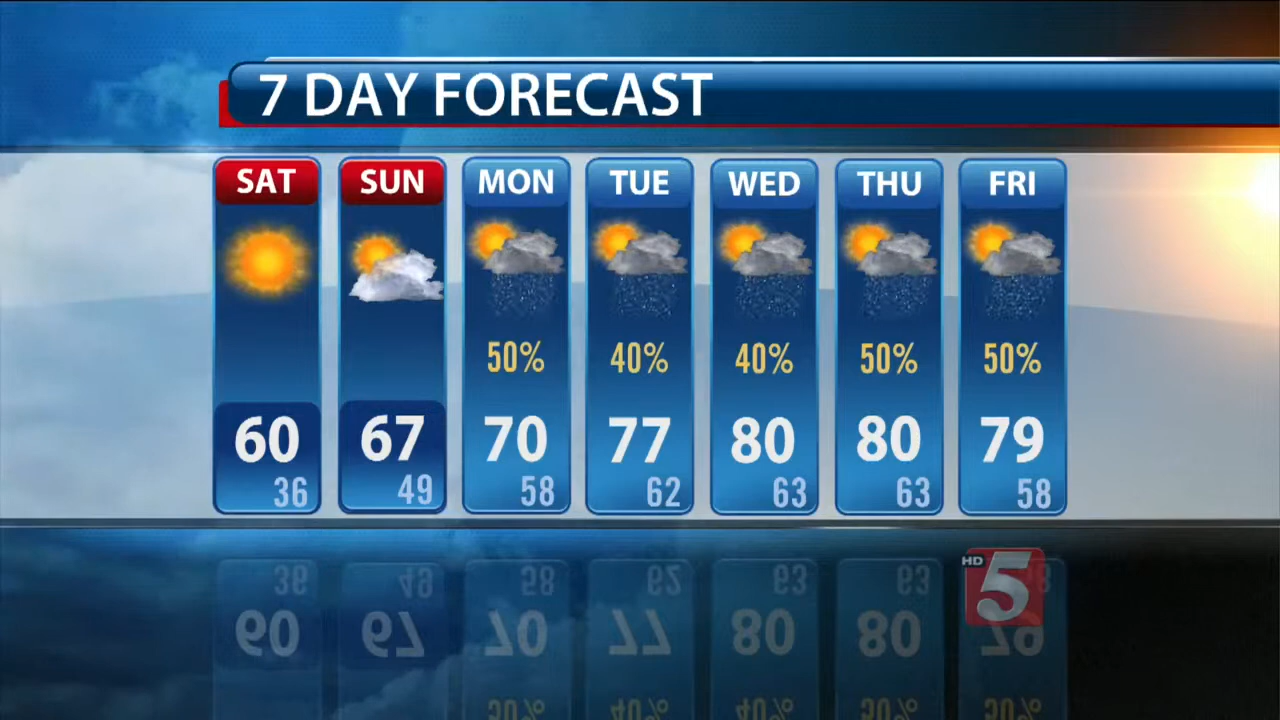 7 DAY FORECAST
SAT SUN MON TUE WED THU FRI
50% 40% 40% 50% 50%
60 67 70 77 80 80 79
36 49 58 62 63 63 58
HD 5